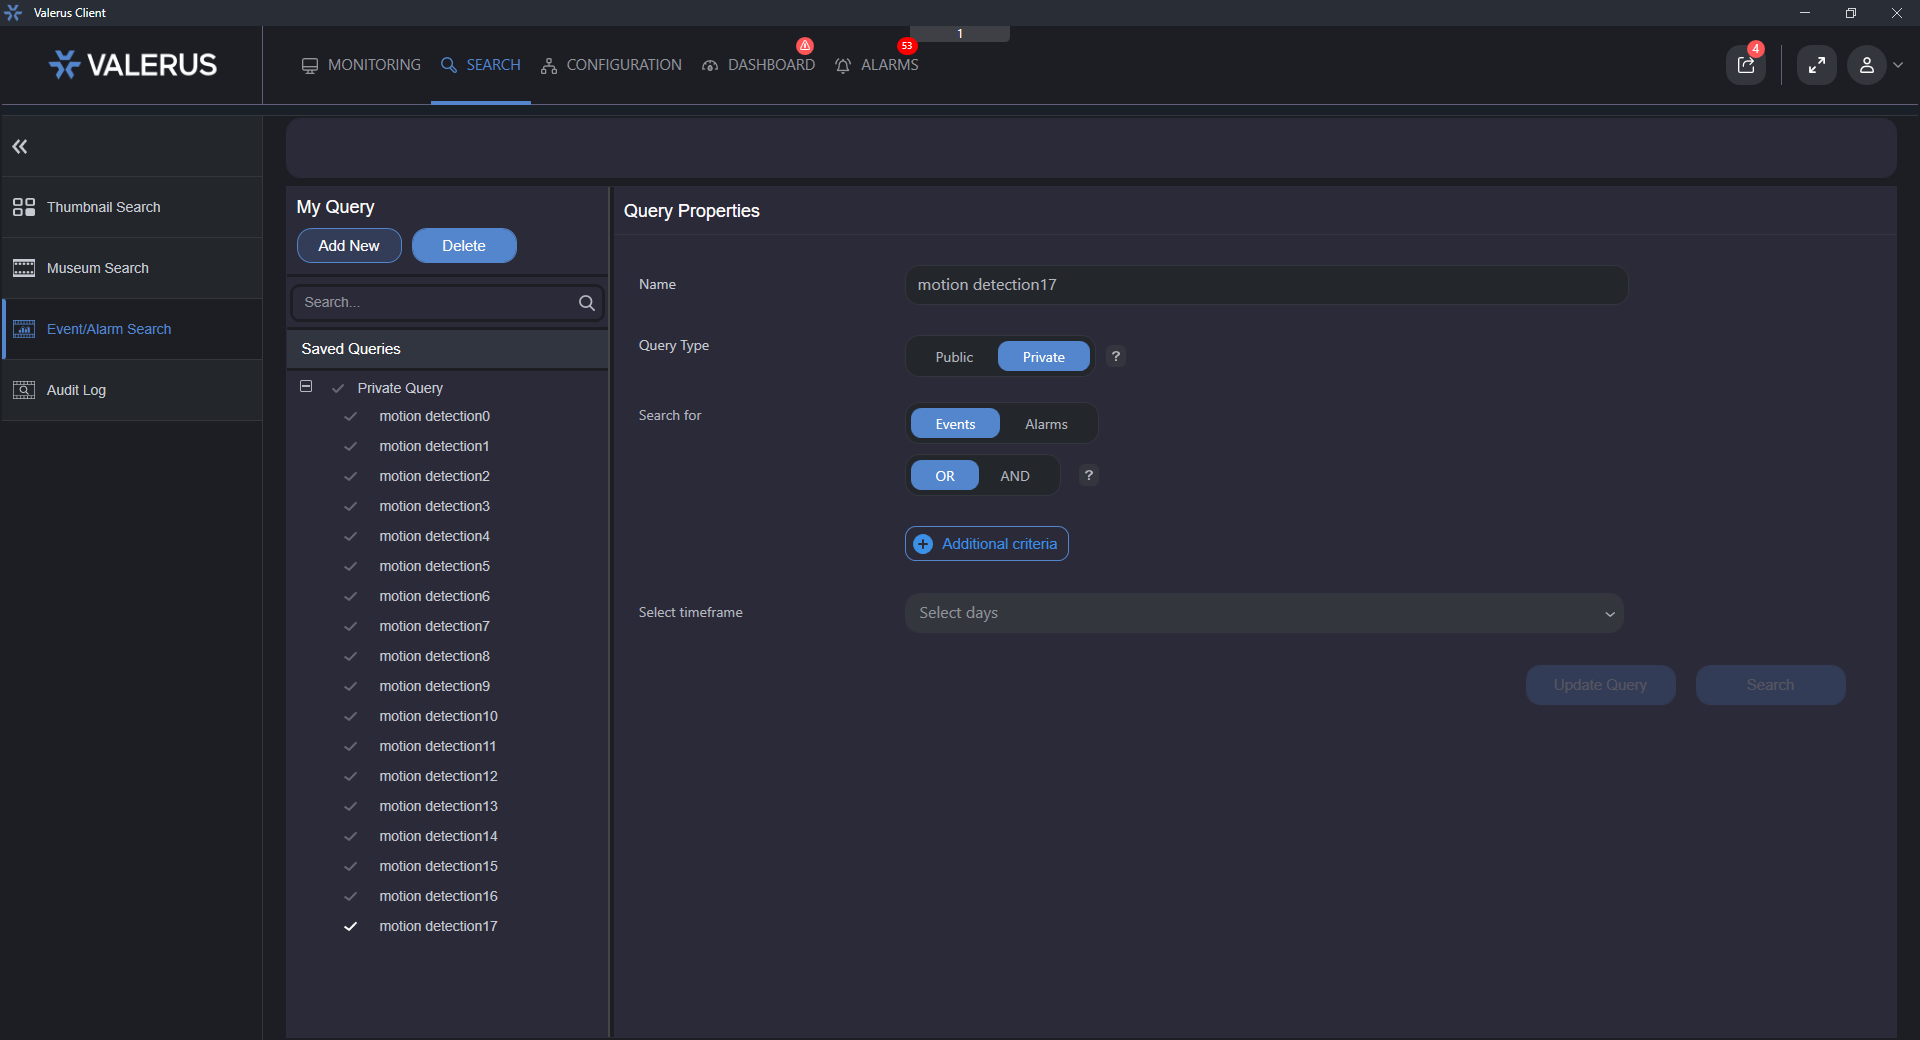 Valerus Client
1
VALERUS
MONITORING
SEARCH
CONFIGURATION
DASHBOARD
53
ALARMS
4
Thumbnail Search
Museum Search
Event/Alarm Search
Audit Log
My Query
Add New
Delete
Search...
Saved Queries
Private Query
motion detection0
motion detection1
motion detection2
motion detection3
motion detection4
motion detection5
motion detection6
motion detection7
motion detection8
motion detection9
motion detection10
motion detection11
motion detection12
motion detection13
motion detection14
motion detection15
motion detection16
motion detection17
Query Properties
Name
motion detection17
Query Type
Public
Private
?
Search for
Events
Alarms
OR
AND
?
Additional criteria
Select timeframe
Select days
Update Query
Search